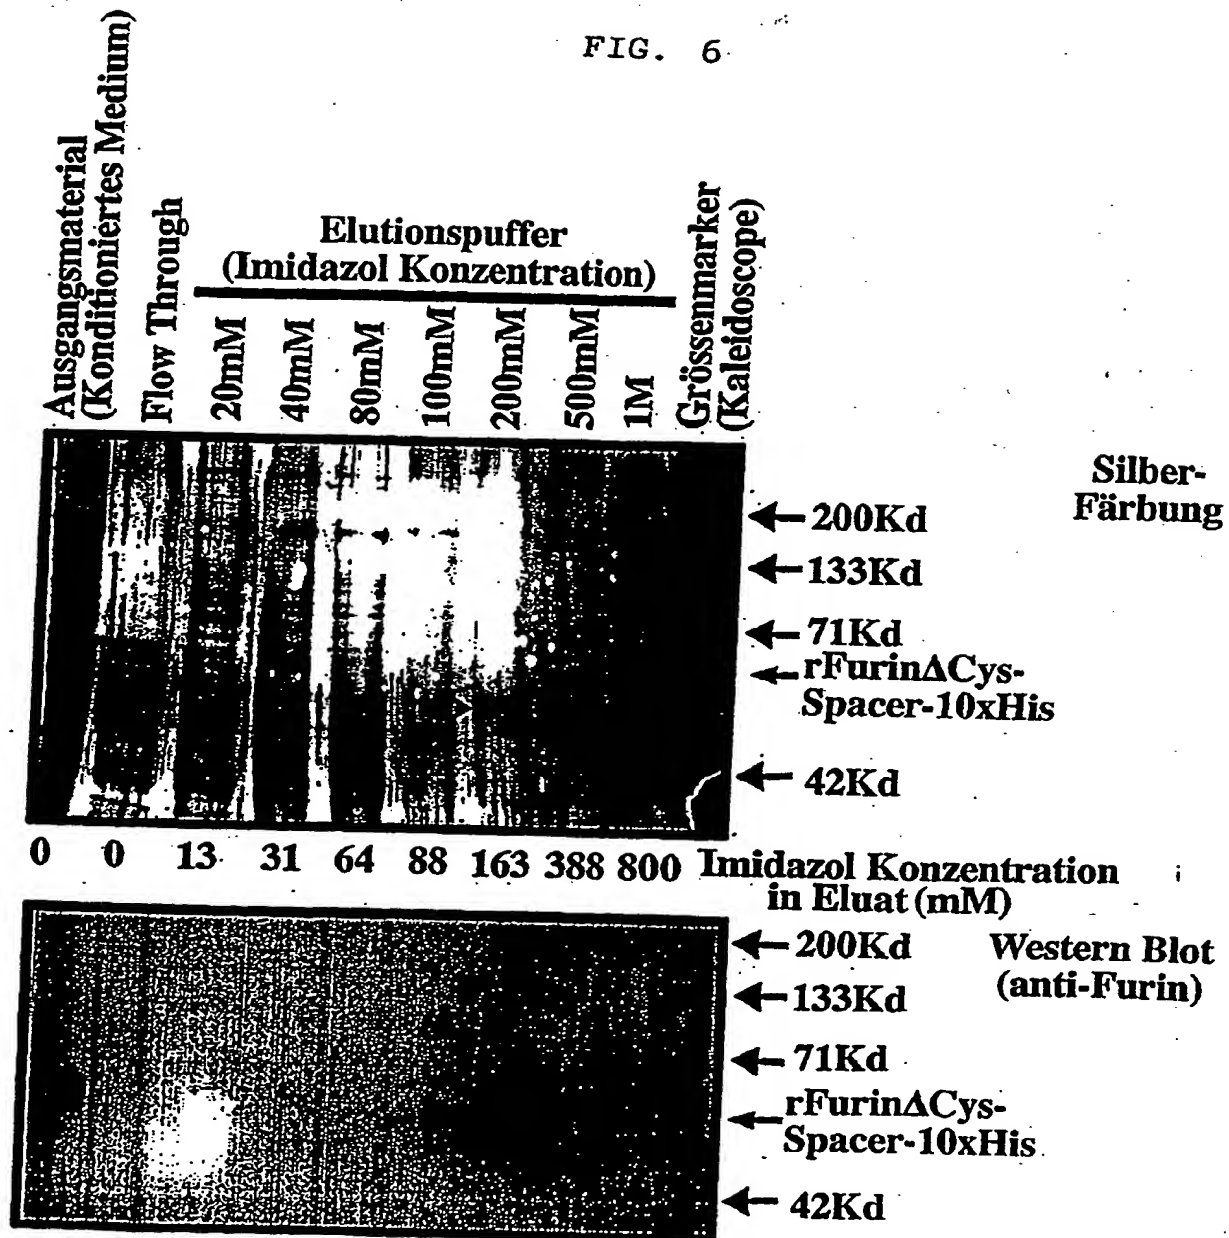 FIG. 6
Ausgangsmaterial
(Konditioniertes Medium)
Flow Through
Elutionspuffer
(Imidazol Konzentration)
20mM
40mM
80mM
100mM
200mM
500mM
1M
Grössenmarker
(Kaleidoscope)
Silber-
Färbung
200Kd
133Kd
71Kd
rFurinΔCys-
Spacer-10xHis
42Kd
0 0 13 31 64 88 163 388 800 Imidazol Konzentration
in Eluat (mM)
Western Blot
(anti-Furin)
200Kd
133Kd
71Kd
rFurinΔCys-
Spacer-10xHis
42Kd